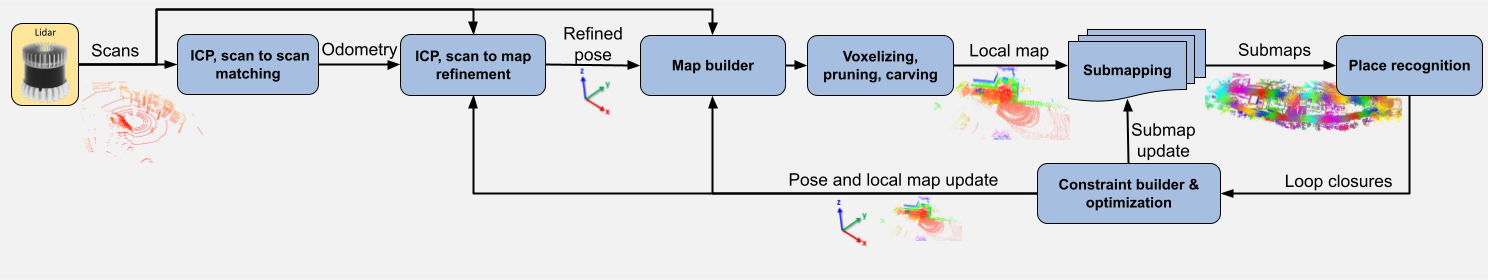 Lidar
Scans
ICP, scan to scan
matching
Odometry
ICP, scan to map
refinement
Refined
pose
z
y
x
Map builder
Voxelizing,
pruning, carving
Local map
Submapping
Submaps
Place recognition
Submap
update
Pose and local map update
z
y
x
Constraint builder &
optimization
Loop closures